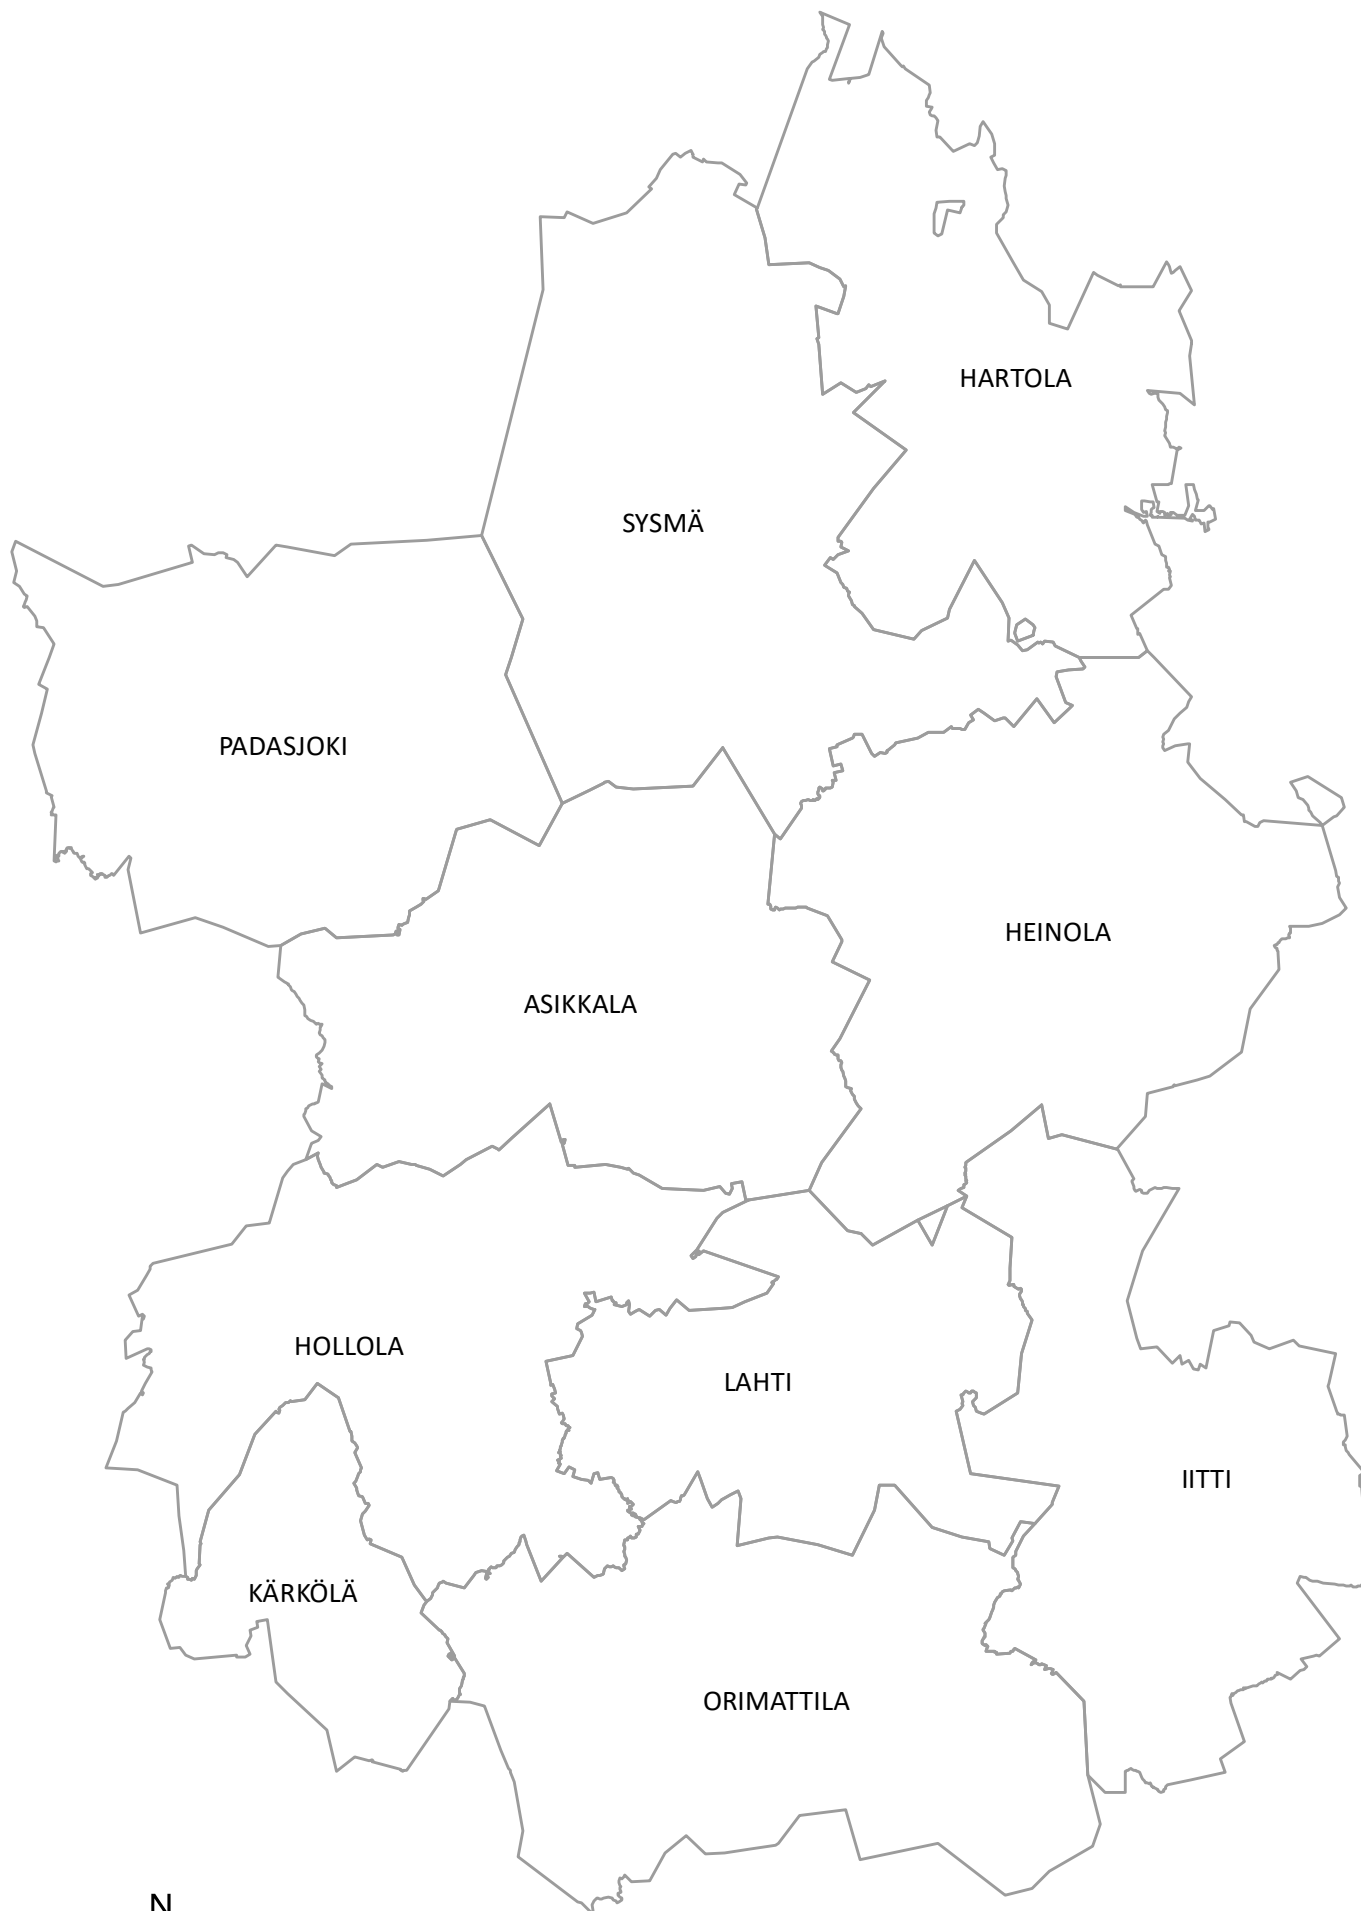 HARTOLA
SYSMÄ
PADASJOKI
HEINOLA
ASIKKALA
HOLLOLA
LAHTI
IITTI
KÄRKÖLÄ
ORIMATTILA
N